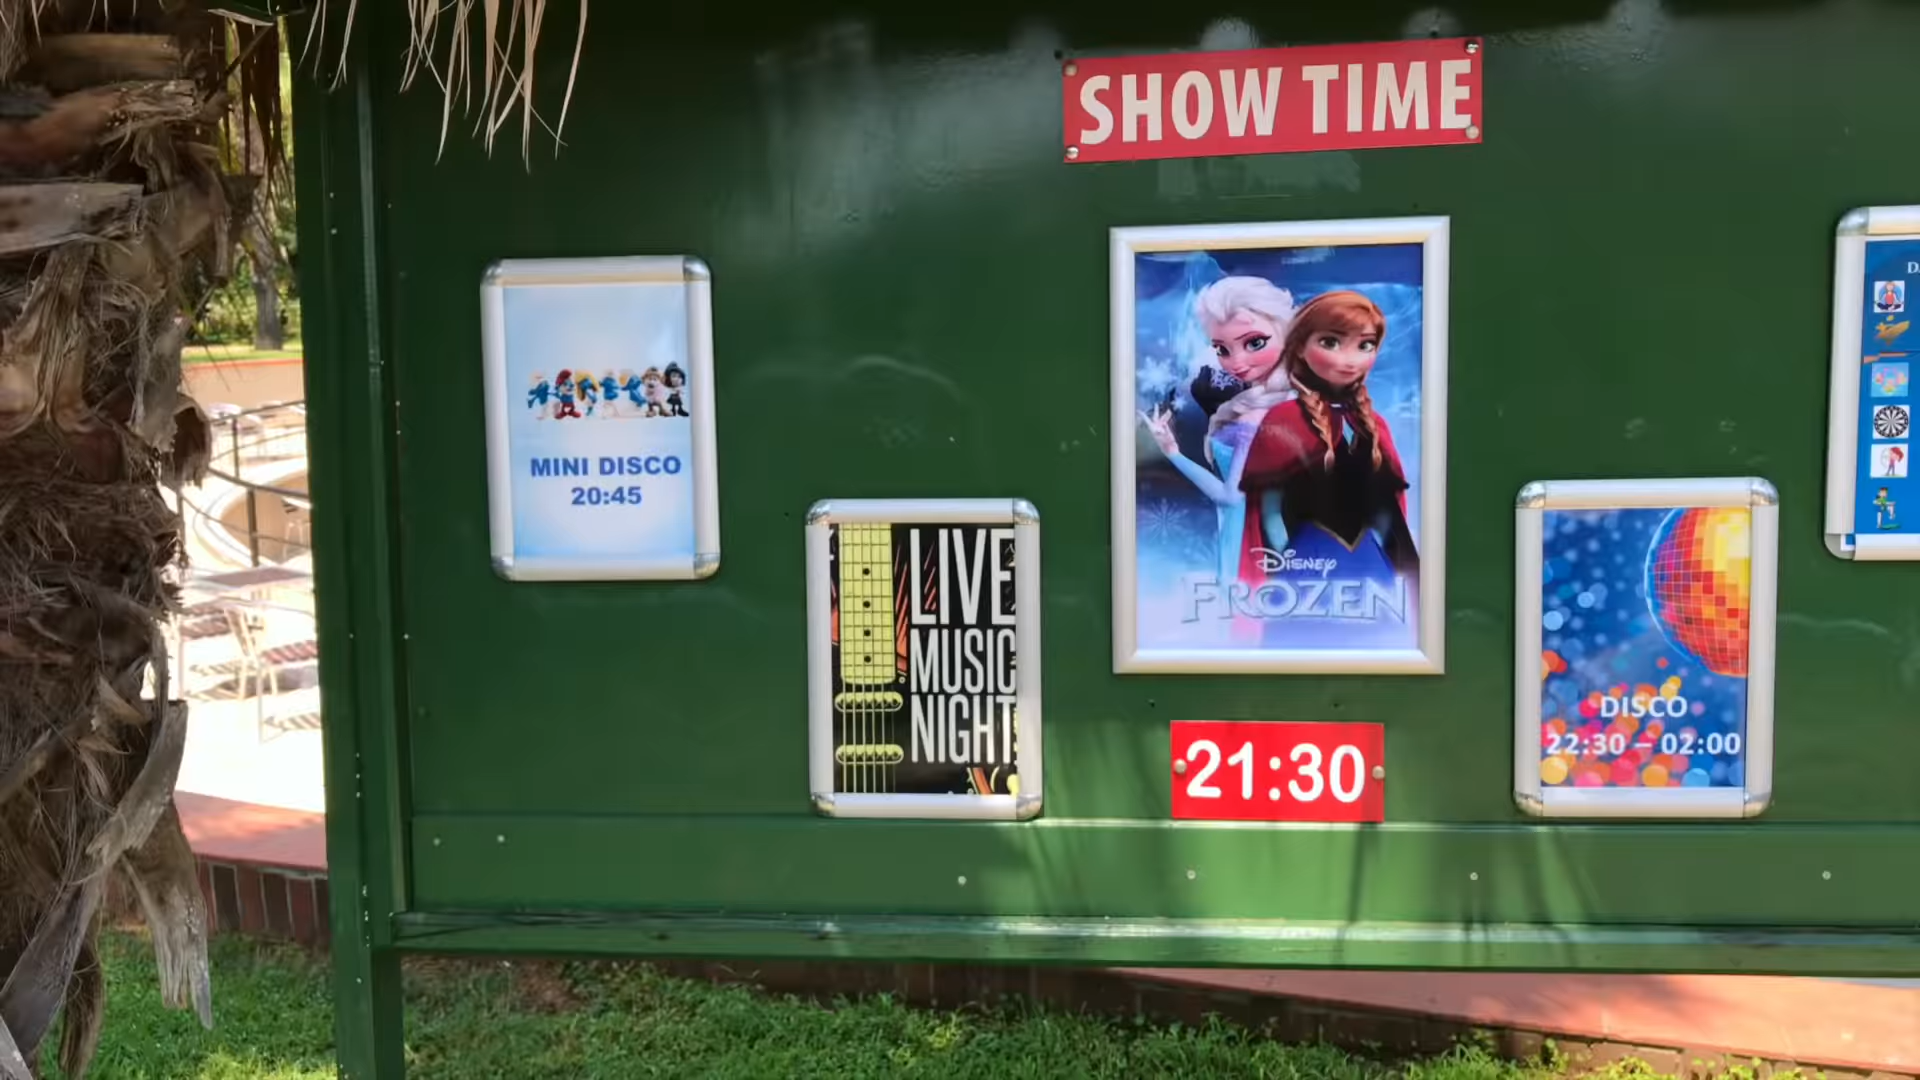 SHOW TIME
MINI DISCO
20:45
LIVE
MUSIC
NIGHT
DISNEY
FROZEN
21:30
DISCO
22:30 – 02:00